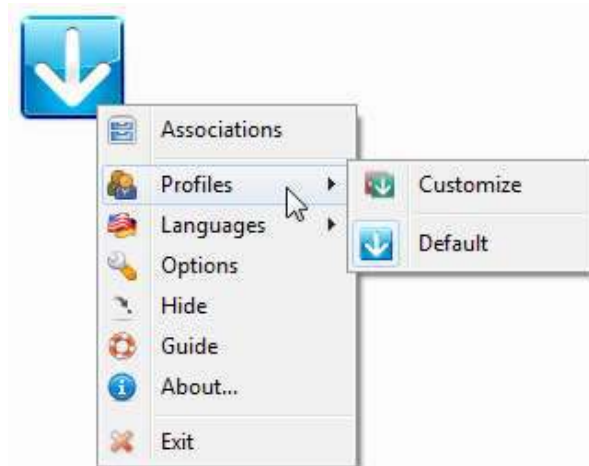 Associations
Profiles
Customize
Languages
Default
Options
Hide
Guide
About...
Exit